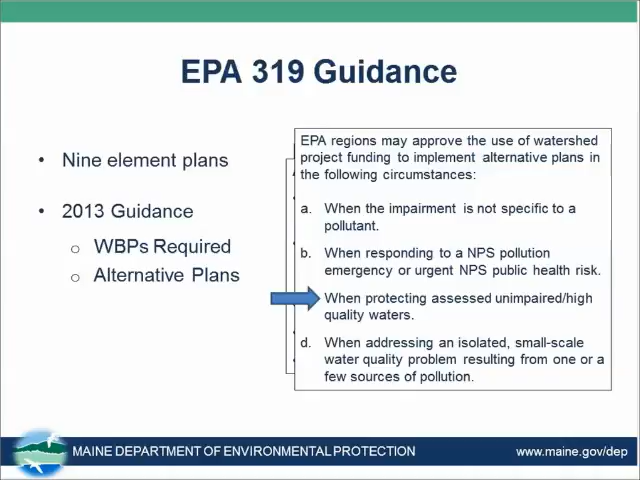 EPA 319 Guidance
• Nine element plans
• 2013 Guidance
o WBPs Required
o Alternative Plans
EPA regions may approve the use of watershed
project funding to implement alternative plans in
the following circumstances:
a. When the impairment is not specific to a
pollutant.
b. When responding to a NPS pollution
emergency or urgent NPS public health risk.
When protecting assessed unimpaired/high
quality waters.
d. When addressing an isolated, small-scale
water quality problem resulting from one or a
few sources of pollution.
MAINE DEPARTMENT OF ENVIRONMENTAL PROTECTION
www.maine.gov/dep